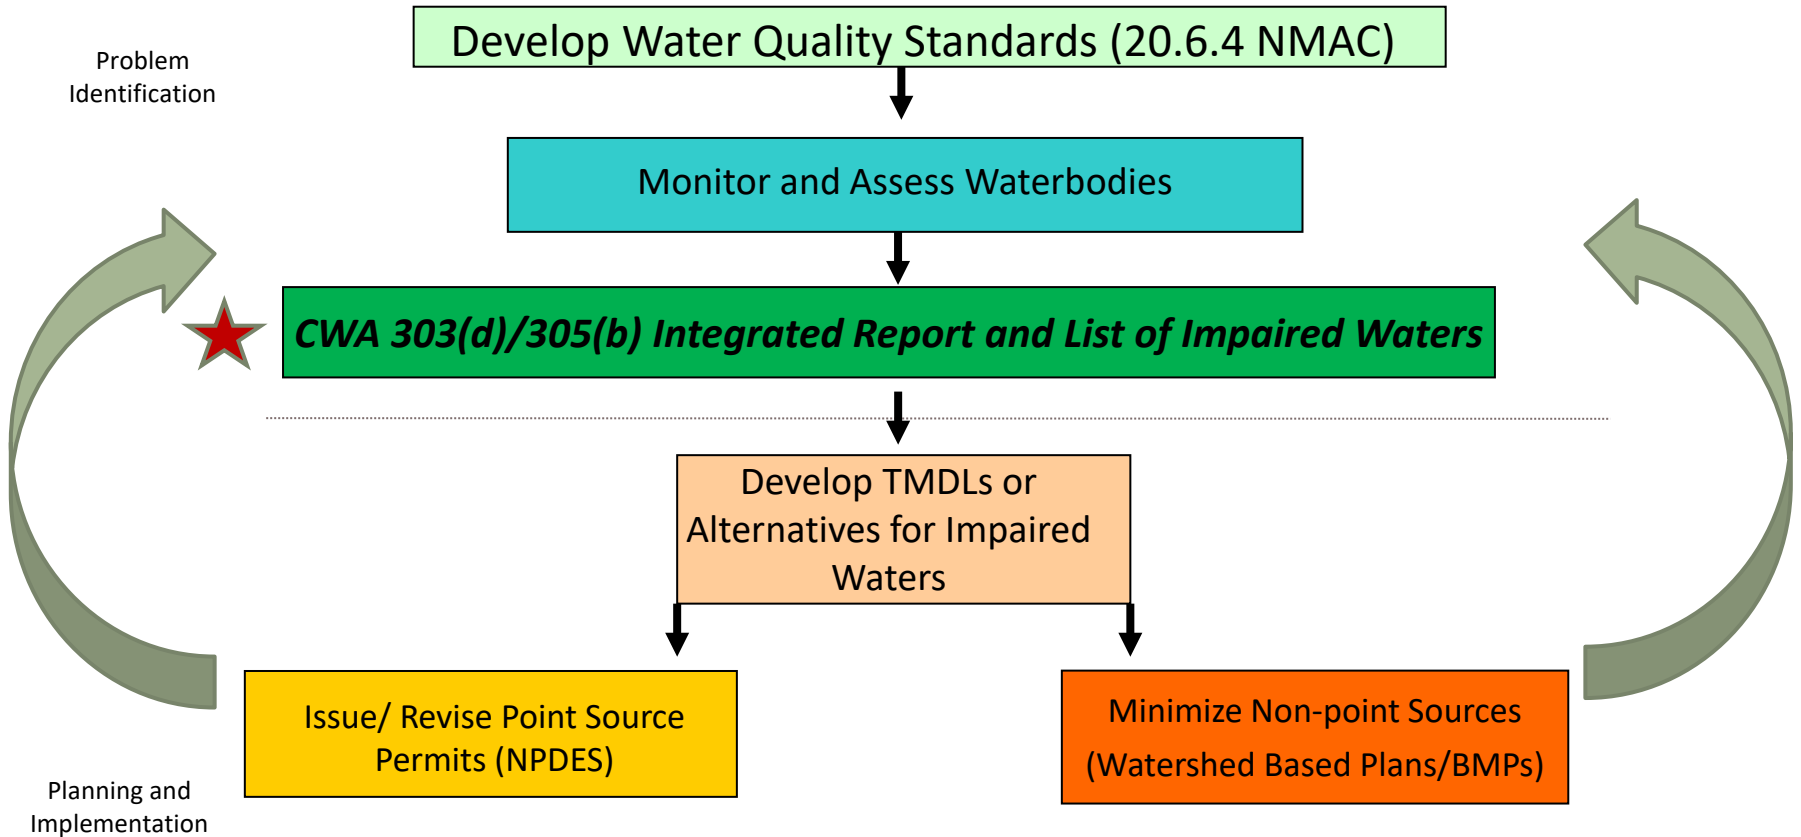 Develop Water Quality Standards (20.6.4 NMAC)
Problem
Identification
Monitor and Assess Waterbodies
CWA 303(d)/305(b) Integrated Report and List of Impaired Waters
Develop TMDLs or
Alternatives for Impaired
Waters
Issue/ Revise Point Source
Permits (NPDES)
Minimize Non-point Sources
(Watershed Based Plans/BMPs)
Planning and
Implementation